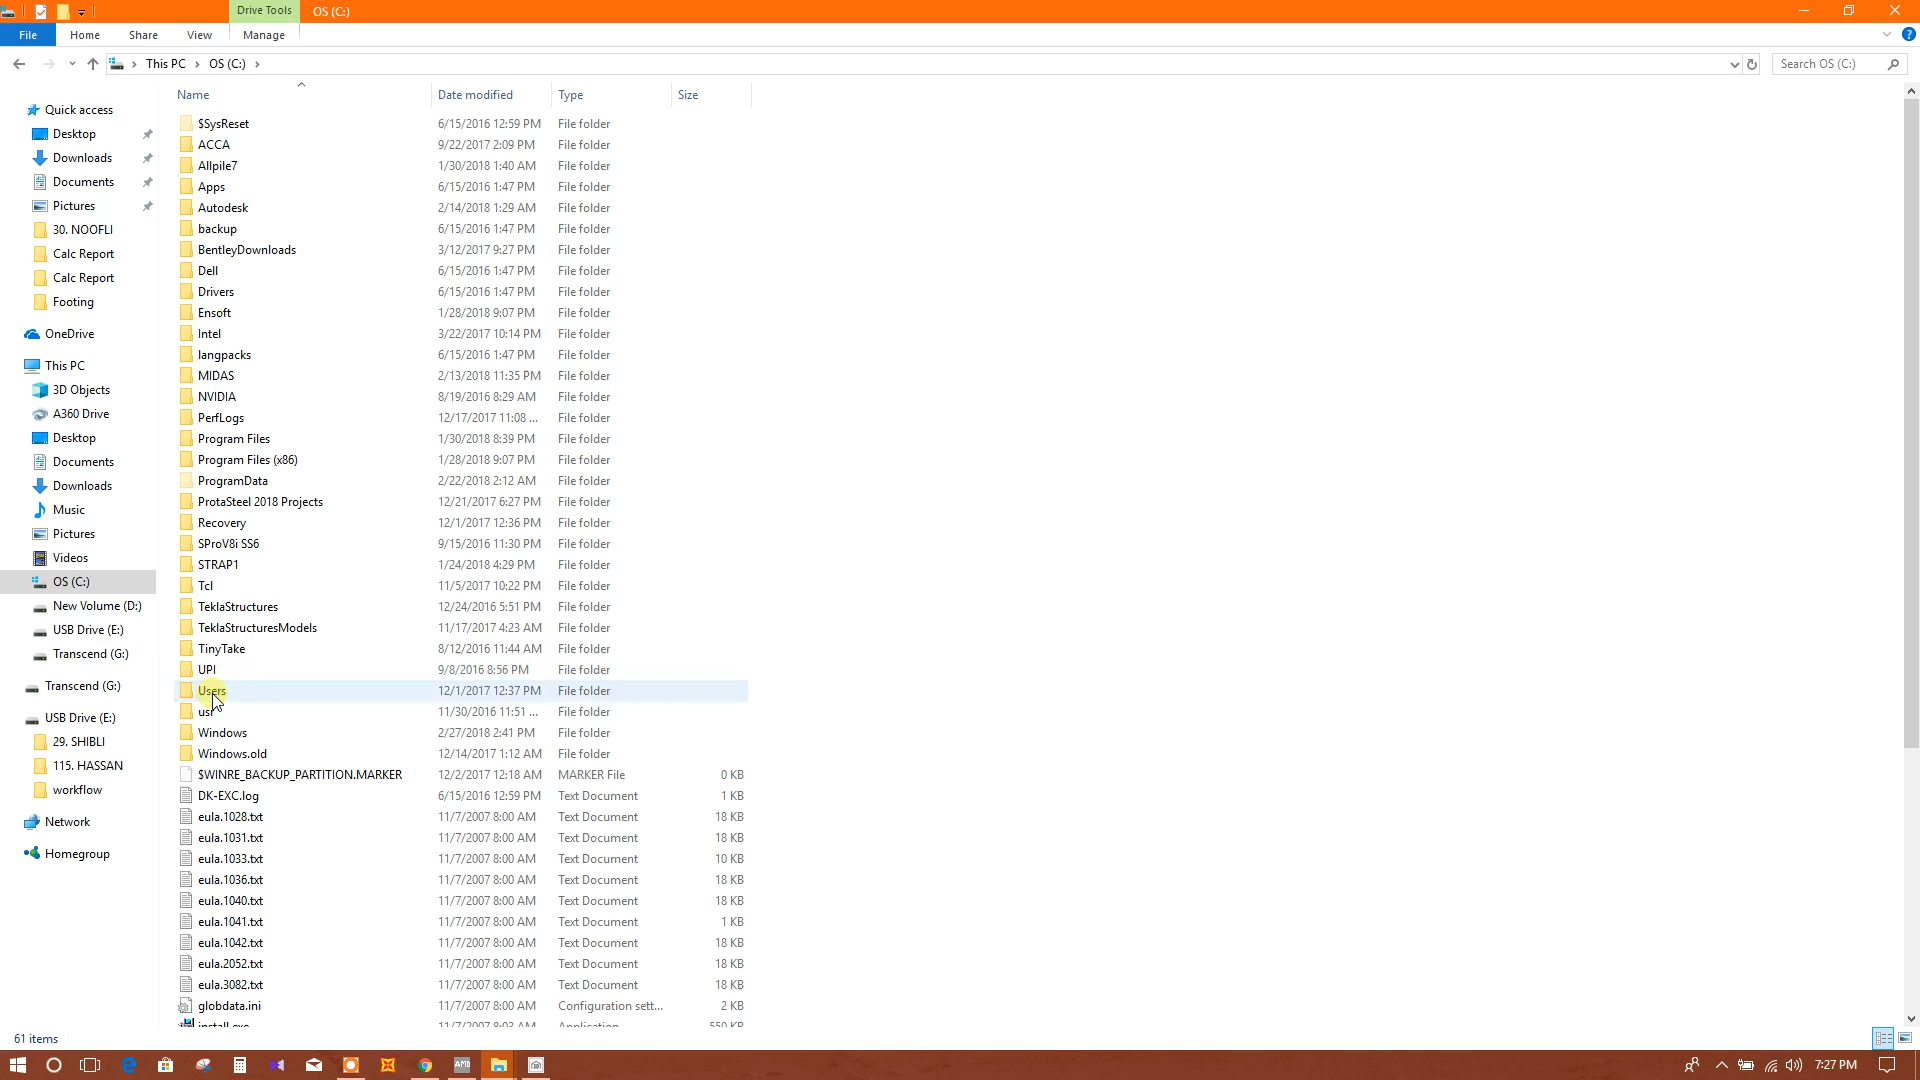 Drive Tools
OS (C:)
File
Home
Share
View
Manage
This PC
OS (C:)
Search OS (C:)
Name
Date modified
Type
Size
Quick access
Desktop
Downloads
Documents
Pictures
30. NOOFLI
Calc Report
Calc Report
Footing
OneDrive
This PC
3D Objects
A360 Drive
Desktop
Documents
Downloads
Music
Pictures
Videos
OS (C:)
New Volume (D:)
USB Drive (E:)
Transcend (G:)
Transcend (G:)
USB Drive (E:)
29. SHIBLI
115. HASSAN
workflow
Network
Homegroup
$SysReset 6/15/2016 12:59 PM File folder
ACCA 9/22/2017 2:09 PM File folder
Allpile7 1/30/2018 1:40 AM File folder
Apps 6/15/2016 1:47 PM File folder
Autodesk 2/14/2018 1:29 AM File folder
backup 6/15/2016 1:47 PM File folder
BentleyDownloads 3/12/2017 9:27 PM File folder
Dell 6/15/2016 1:47 PM File folder
Drivers 6/15/2016 1:47 PM File folder
Ensoft 1/28/2018 9:07 PM File folder
Intel 3/22/2017 10:14 PM File folder
langpacks 6/15/2016 1:47 PM File folder
MIDAS 2/13/2018 11:35 PM File folder
NVIDIA 8/19/2016 8:29 AM File folder
PerfLogs 12/17/2017 11:08 ... File folder
Program Files 1/30/2018 8:39 PM File folder
Program Files (x86) 1/28/2018 9:07 PM File folder
ProgramData 2/22/2018 2:12 AM File folder
ProtaSteel 2018 Projects 12/21/2017 6:27 PM File folder
Recovery 12/1/2017 12:36 PM File folder
SProV8i SS6 9/15/2016 11:30 PM File folder
STRAP1 1/24/2018 4:29 PM File folder
Tcl 11/5/2017 10:22 PM File folder
TeklaStructures 12/24/2016 5:51 PM File folder
TeklaStructuresModels 11/17/2017 4:23 AM File folder
TinyTake 8/12/2016 11:44 AM File folder
UPI 9/8/2016 8:56 PM File folder
Users 12/1/2017 12:37 PM File folder
usr 11/30/2016 11:51 ... File folder
Windows 2/27/2018 2:41 PM File folder
Windows.old 12/14/2017 1:12 AM File folder
$WINRE_BACKUP_PARTITION.MARKER 12/2/2017 12:18 AM MARKER File 0 KB
DK-EXC.log 6/15/2016 12:59 PM Text Document 1 KB
eula.1028.txt 11/7/2007 8:00 AM Text Document 18 KB
eula.1031.txt 11/7/2007 8:00 AM Text Document 18 KB
eula.1033.txt 11/7/2007 8:00 AM Text Document 10 KB
eula.1036.txt 11/7/2007 8:00 AM Text Document 18 KB
eula.1040.txt 11/7/2007 8:00 AM Text Document 18 KB
eula.1041.txt 11/7/2007 8:00 AM Text Document 1 KB
eula.1042.txt 11/7/2007 8:00 AM Text Document 18 KB
eula.2052.txt 11/7/2007 8:00 AM Text Document 18 KB
eula.3082.txt 11/7/2007 8:00 AM Text Document 18 KB
globdata.ini 11/7/2007 8:00 AM Configuration sett... 2 KB
install.exe 11/7/2007 8:03 AM Application 550 KB
61 items
7:27 PM